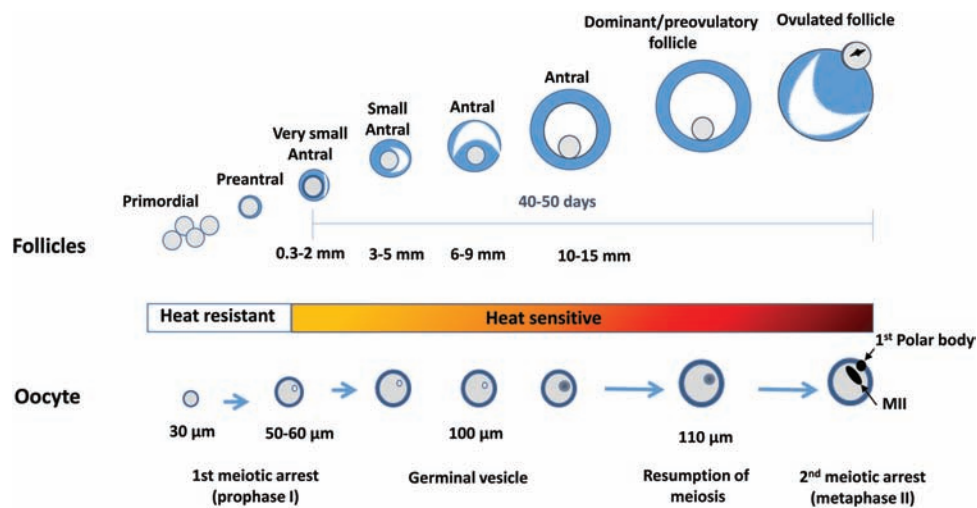 Dominant/preovulatory
follicle
Ovulated follicle
Antral
Small
Antral
Antral
Very small
Antral
Preantral
Primordial
40-50 days
Follicles
0.3-2 mm
3-5 mm
6-9 mm
10-15 mm
Heat resistant
Heat sensitive
1st Polar body
Oocyte
MII
30 µm
50-60 µm
100 µm
110 µm
1st meiotic arrest
(prophase I)
Germinal vesicle
Resumption of
meiosis
2nd meiotic arrest
(metaphase II)